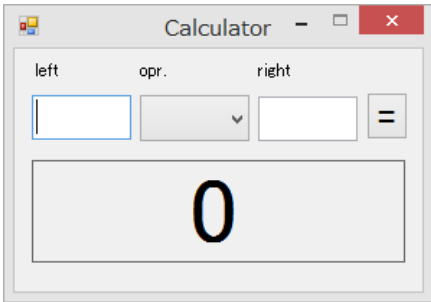 Calculator
left opr. right
=
0